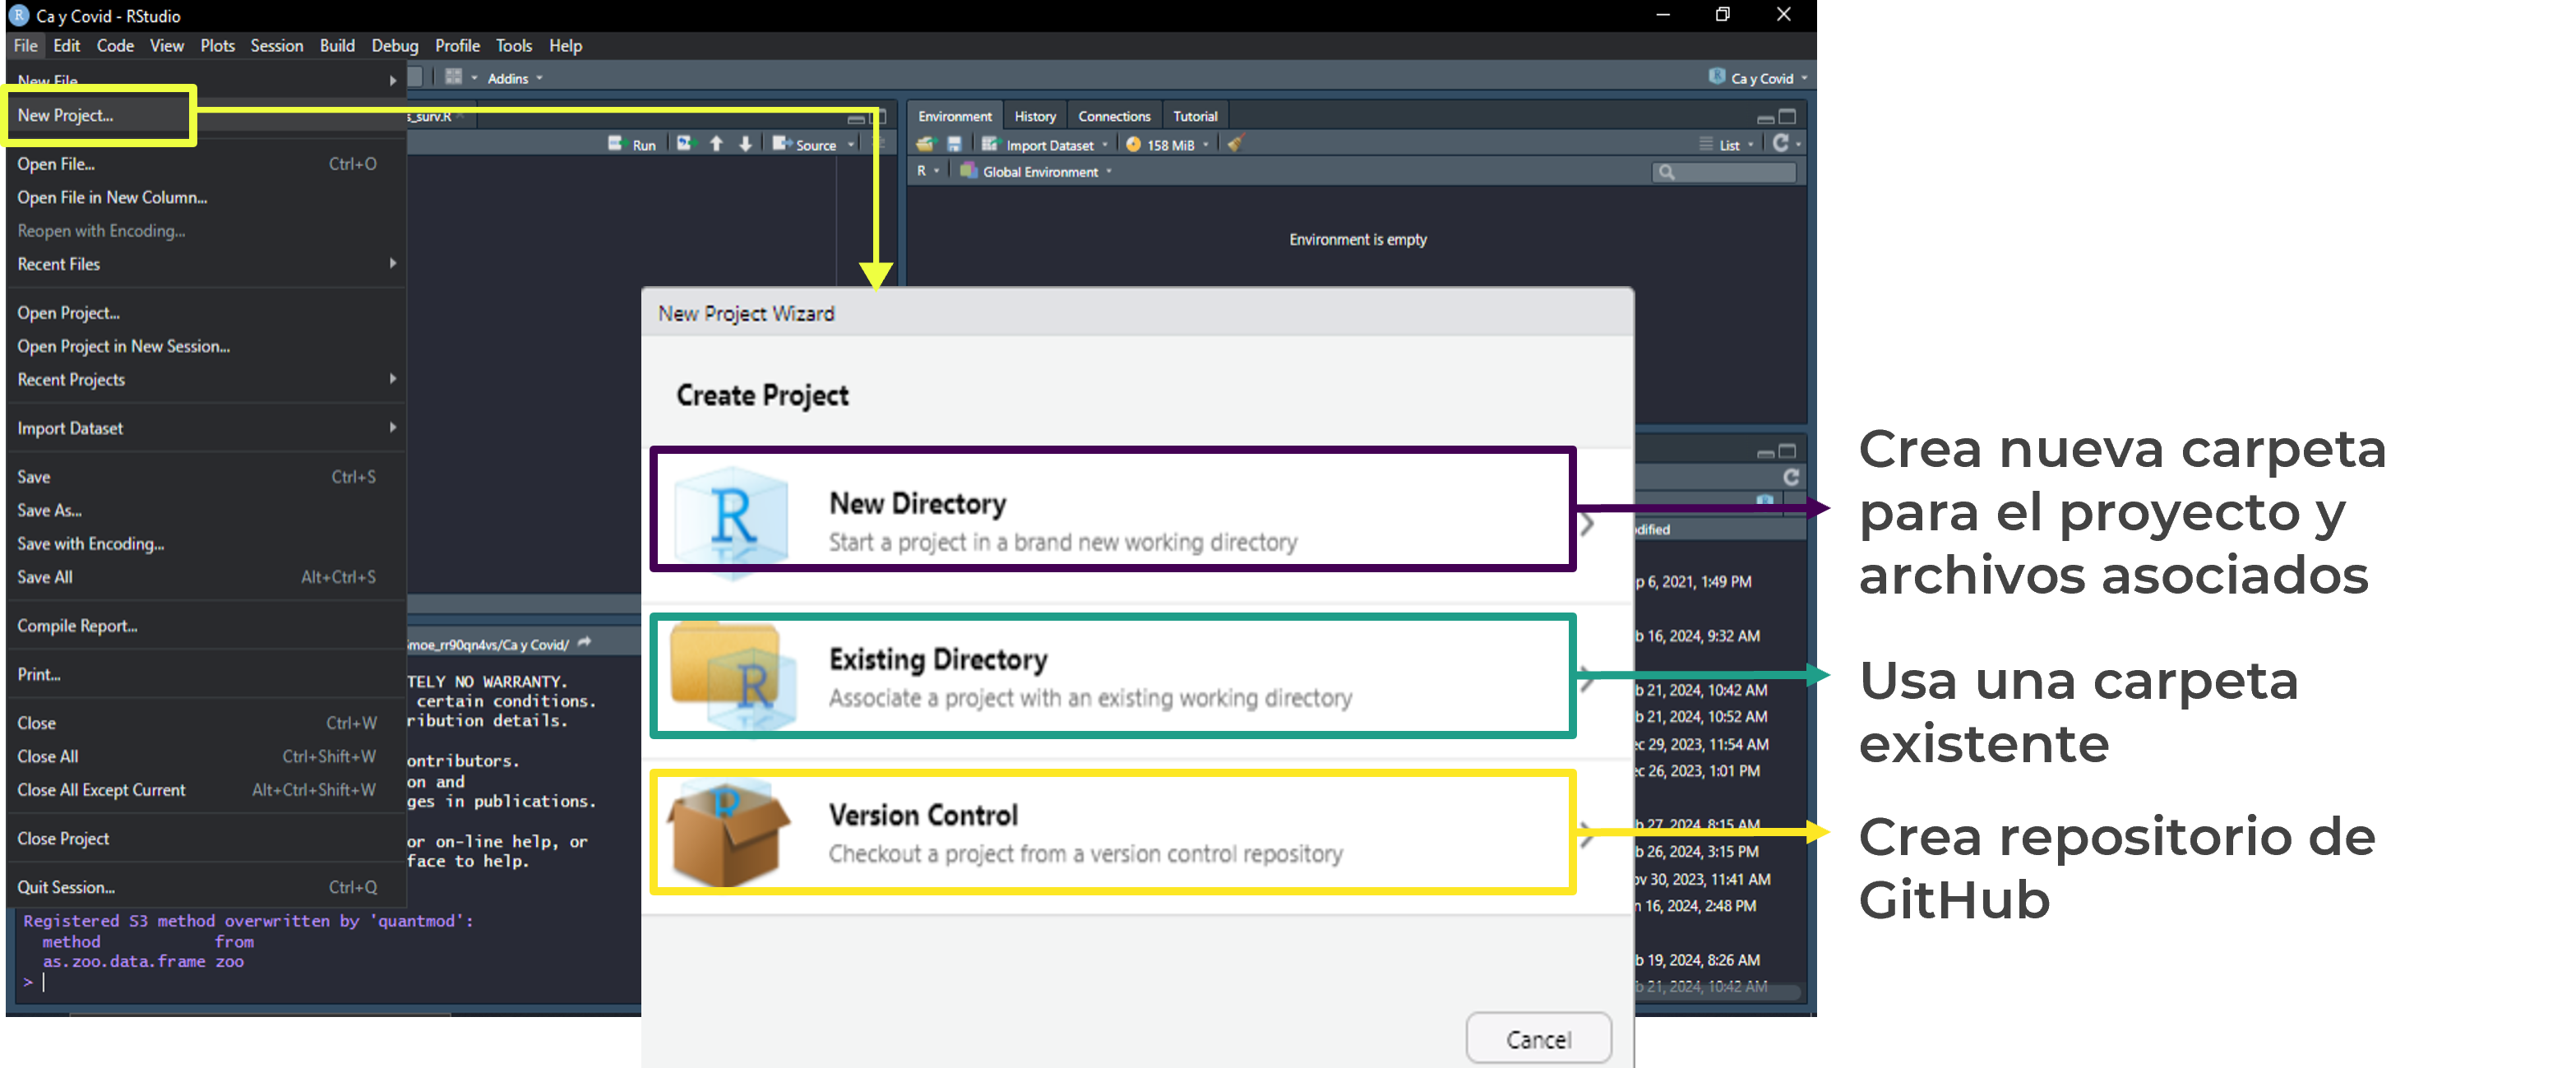 Ca y Covid - RStudio
File Edit Code View Plots Session Build Debug Profile Tools Help
New File
Addins
Ca y Covid
New Project...
s_surv.R
Environment History Connections Tutorial
Run Source
Import Dataset 158 MiB List
R Global Environment
Environment is empty
Open File... Ctrl+O
Open File in New Column...
Reopen with Encoding...
Recent Files
Open Project...
Open Project in New Session...
Recent Projects
Import Dataset
Save Ctrl+S
Save As...
Save with Encoding...
Save All Alt+Ctrl+S
Compile Report...
Print...
Close Ctrl+W
Close All Ctrl+Shift+W
Close All Except Current Alt+Ctrl+Shift+W
Close Project
Quit Session... Ctrl+Q
moe_rr90qn4vs/Ca y Covid/
TELY NO WARRANTY.
certain conditions.
ribution details.
ontributors.
on and
ges in publications.
or on-line help, or
face to help.
Registered S3 method overwritten by 'quantmod':
method from
as.zoo.data.frame zoo
>
New Project Wizard
Create Project
R
New Directory
Start a project in a brand new working directory
R
Existing Directory
Associate a project with an existing working directory
R
Version Control
Checkout a project from a version control repository
Cancel
dified
p 6, 2021, 1:49 PM
b 16, 2024, 9:32 AM
b 21, 2024, 10:42 AM
b 21, 2024, 10:52 AM
ec 29, 2023, 11:54 AM
ec 26, 2023, 1:01 PM
b 27, 2024, 8:15 AM
b 26, 2024, 3:15 PM
ov 30, 2023, 11:41 AM
n 16, 2024, 2:48 PM
b 19, 2024, 8:26 AM
b 21, 2024, 10:42 AM
Crea nueva carpeta
para el proyecto y
archivos asociados
Usa una carpeta
existente
Crea repositorio de
GitHub